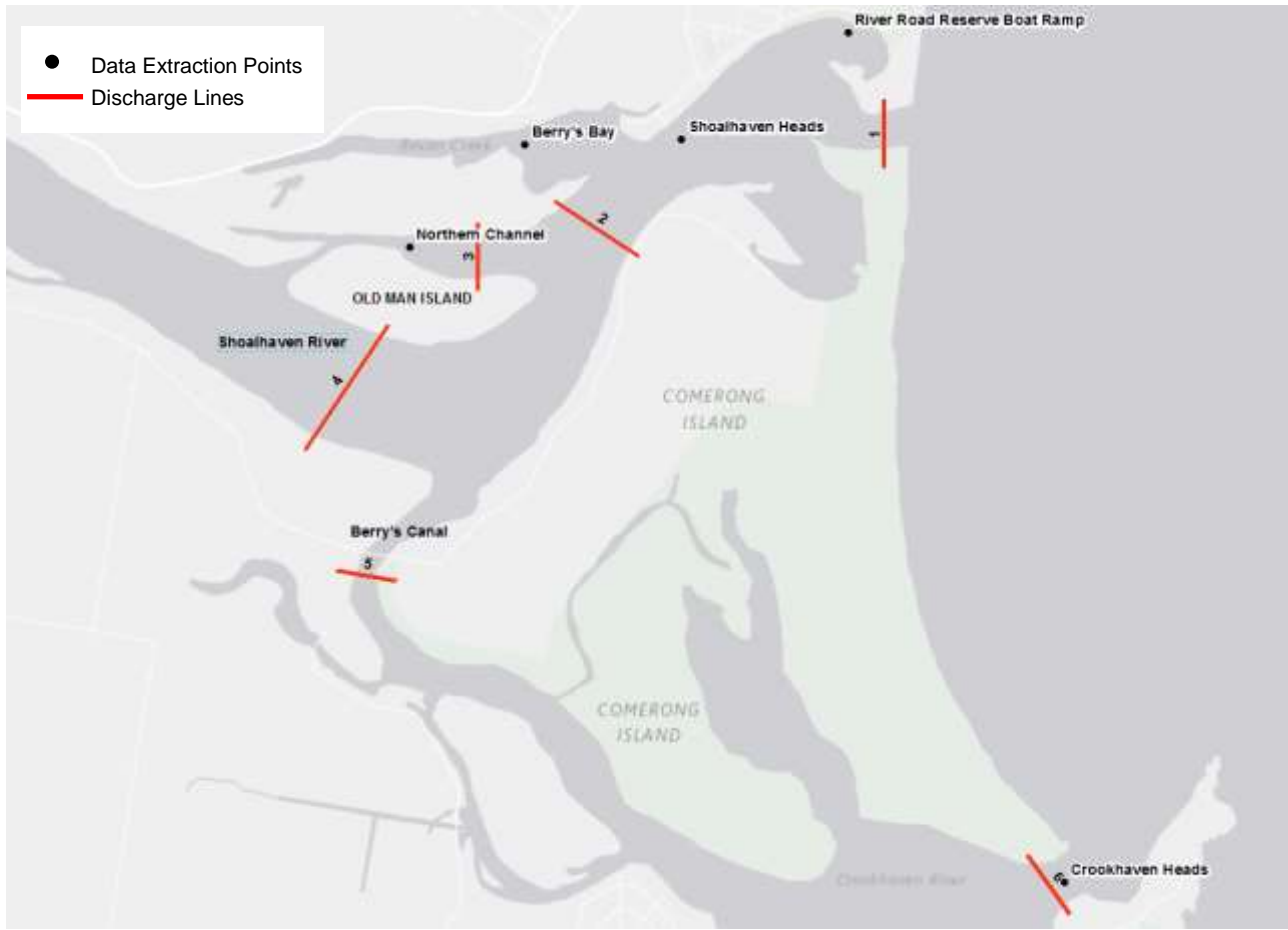 River Road Reserve Boat Ramp
Data Extraction Points
Discharge Lines
1
Shoalhaven Heads
Berry's Bay
2
Northern Channel
3
OLD MAN ISLAND
Shoalhaven River
4
COMERONG
ISLAND
Berry's Canal
5
COMERONG
ISLAND
Crookhaven Heads
6
Crookhaven River